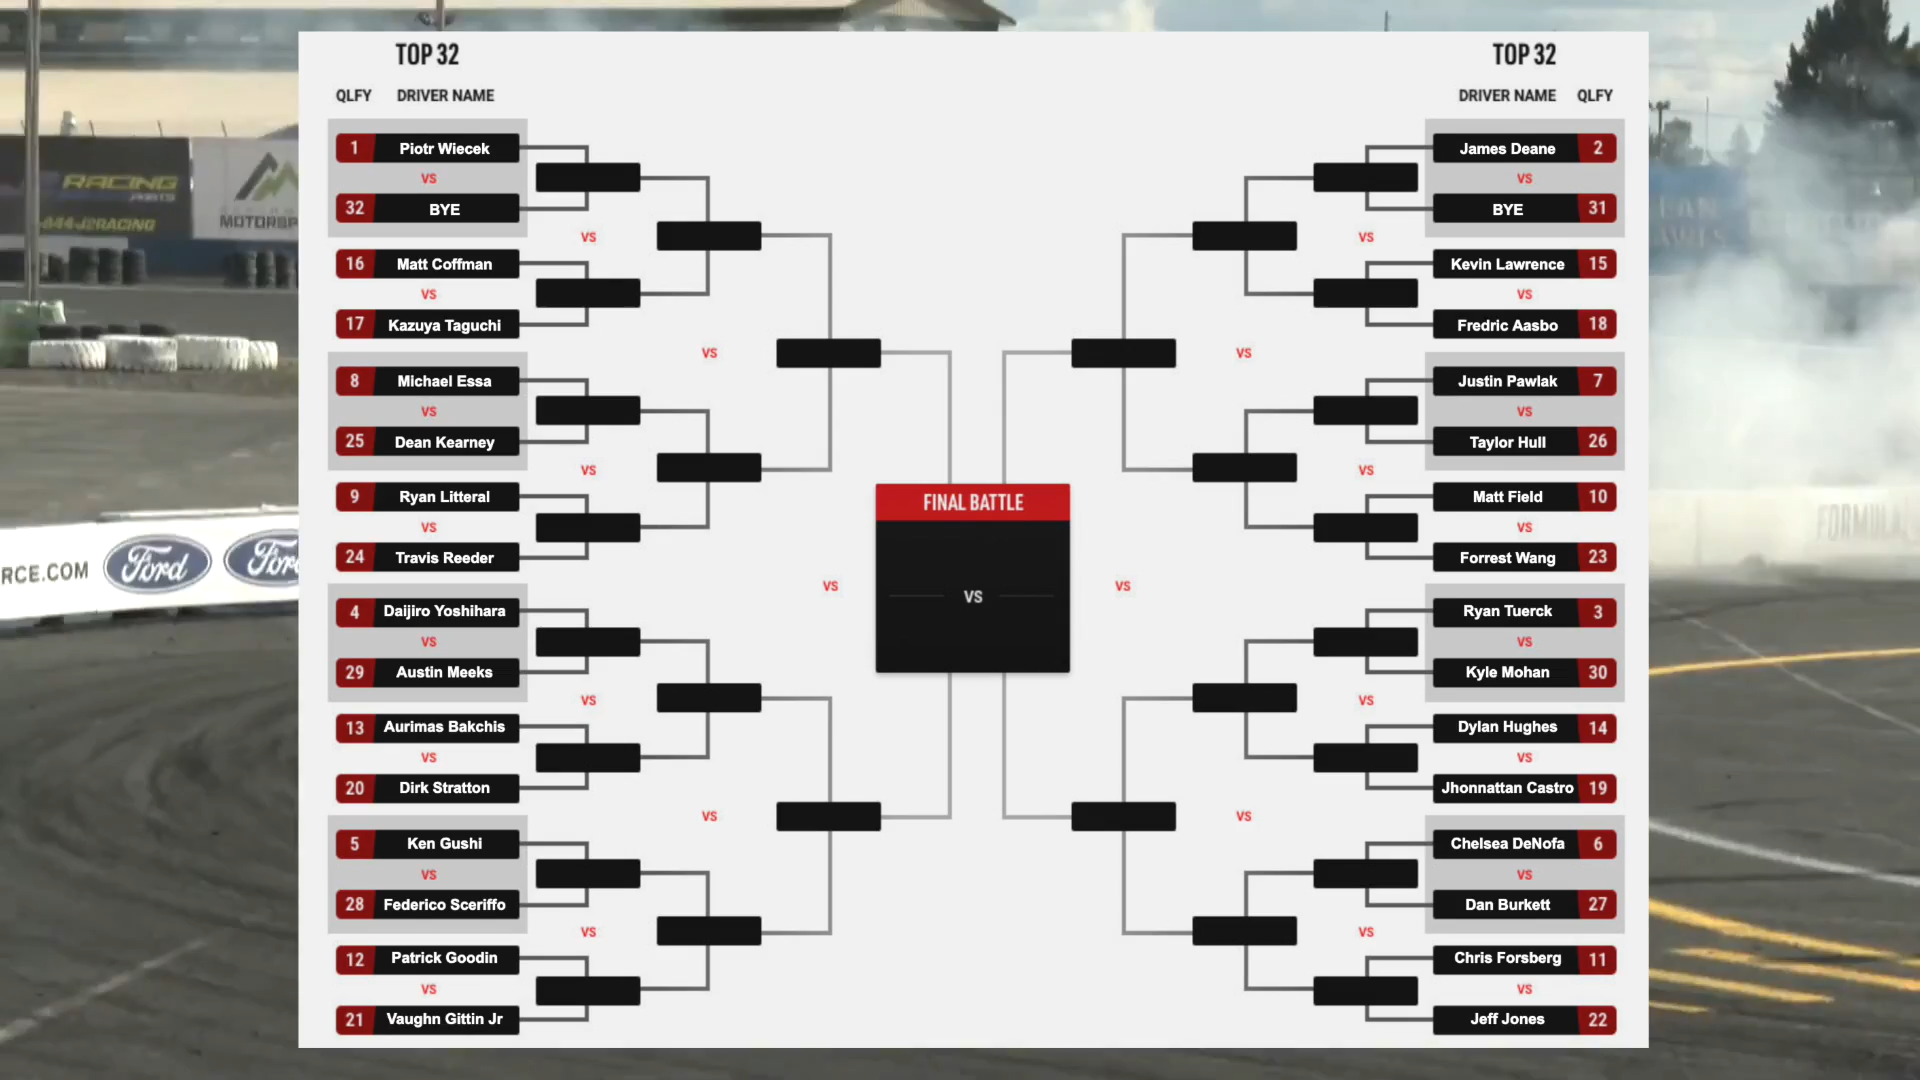 TOP 32
QLFY DRIVER NAME
1 Piotr Wiecek
VS
32 BYE
VS
16 Matt Coffman
VS
17 Kazuya Taguchi
VS
8 Michael Essa
VS
25 Dean Kearney
VS
9 Ryan Litteral
VS
24 Travis Reeder
VS
4 Daijiro Yoshihara
VS
29 Austin Meeks
VS
13 Aurimas Bakchis
VS
20 Dirk Stratton
VS
5 Ken Gushi
VS
28 Federico Sceriffo
VS
12 Patrick Goodin
VS
21 Vaughn Gittin Jr
VS
FINAL BATTLE
VS
TOP 32
DRIVER NAME QLFY
James Deane 2
VS
BYE 31
VS
Kevin Lawrence 15
VS
Fredric Aasbo 18
VS
Justin Pawlak 7
VS
Taylor Hull 26
VS
Matt Field 10
VS
Forrest Wang 23
VS
Ryan Tuerck 3
VS
Kyle Mohan 30
VS
Dylan Hughes 14
VS
Jhonnattan Castro 19
VS
Chelsea DeNofa 6
VS
Dan Burkett 27
VS
Chris Forsberg 11
VS
Jeff Jones 22
VS
RACING
PARTS
-444-J2RACING
MOTORSP
RCE.COM Ford Ford
FORMULA